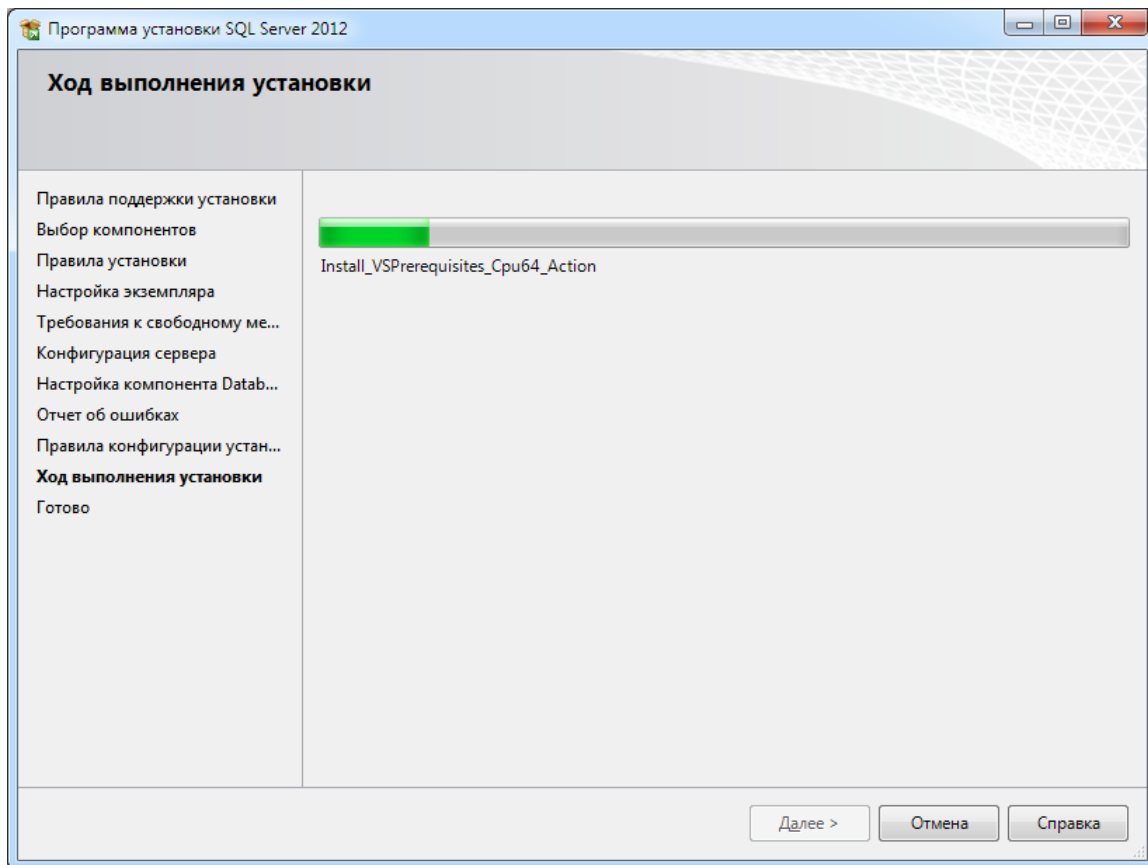 Программа установки SQL Server 2012
Ход выполнения установки
Правила поддержки установки
Выбор компонентов
Правила установки
Настройка экземпляра
Требования к свободному ме...
Конфигурация сервера
Настройка компонента Datab...
Отчет об ошибках
Правила конфигурации устан...
Ход выполнения установки
Готово
Install_VSPrerequisites_Cpu64_Action
Далее >
Отмена
Справка